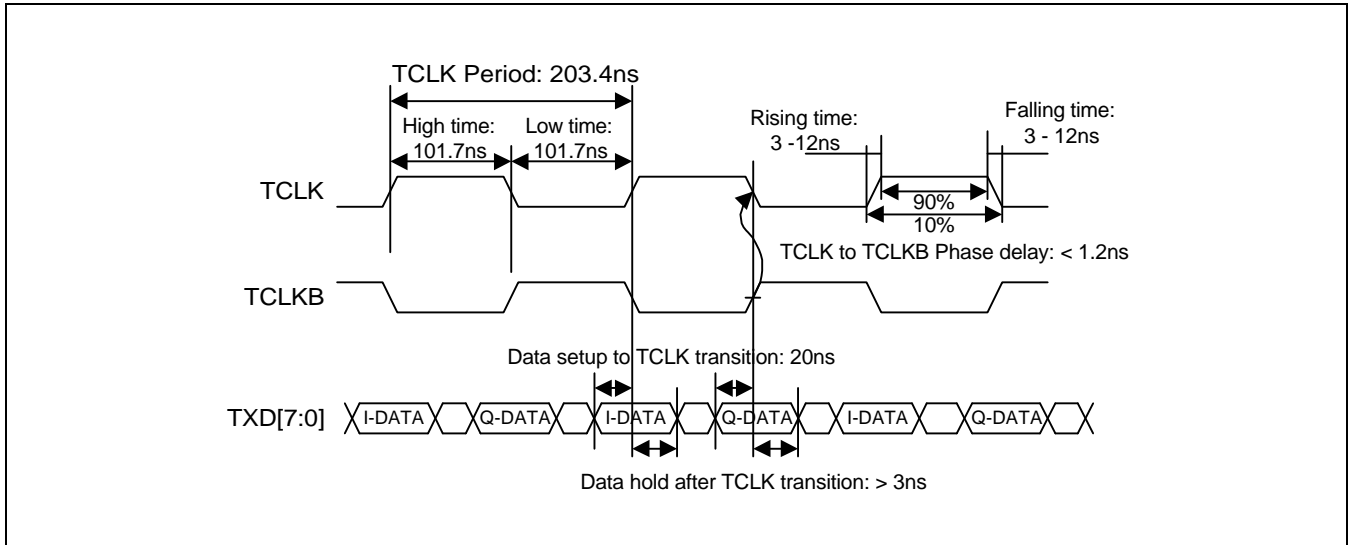 TCLK Period: 203.4ns
High time:
101.7ns
Low time:
101.7ns
Rising time:
3 -12ns
Falling time:
3 - 12ns
TCLK
90%
10%
TCLK to TCLKB Phase delay: < 1.2ns
TCLKB
Data setup to TCLK transition: 20ns
TXD[7:0]
I-DATA
Q-DATA
I-DATA
Q-DATA
I-DATA
Q-DATA
Data hold after TCLK transition: > 3ns